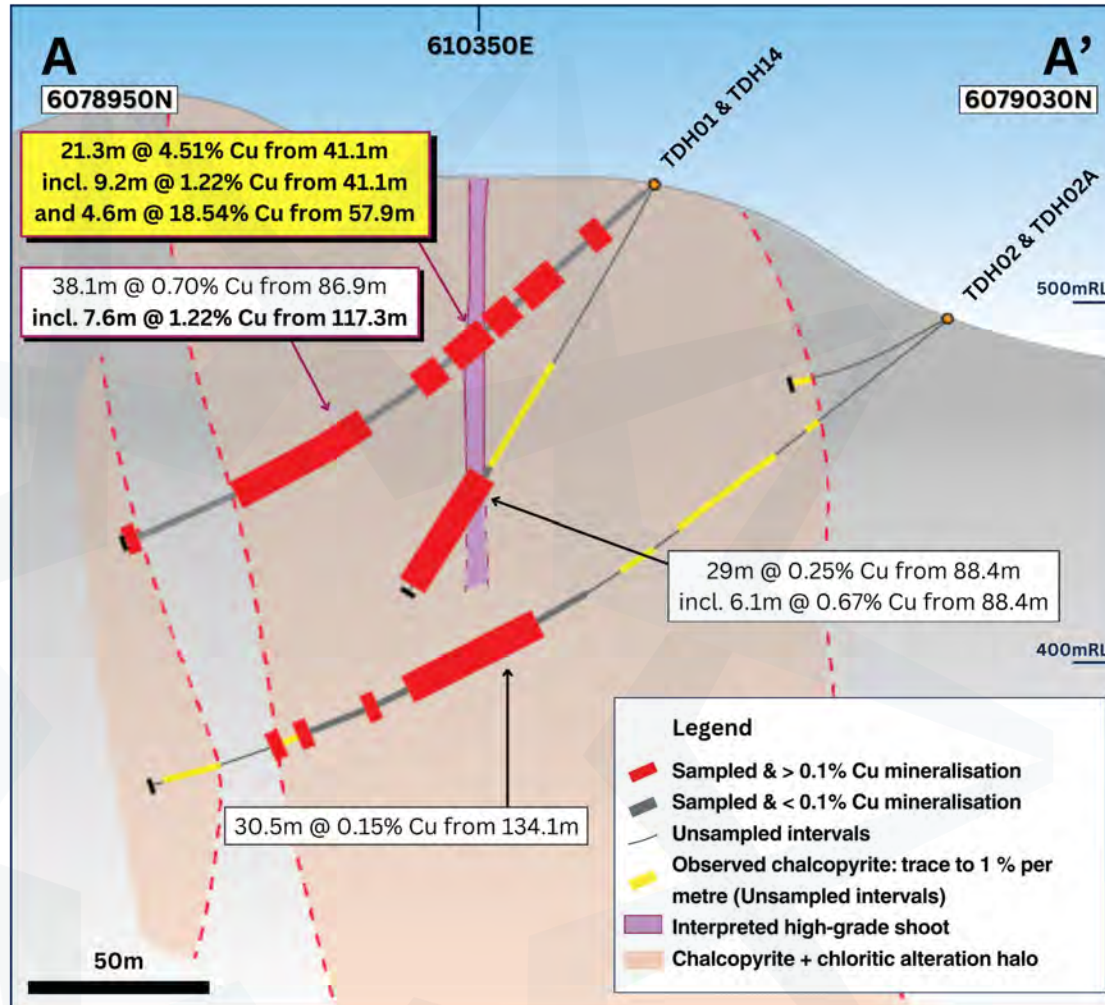 A
610350E
A’
6078950N
6079030N
TDH01 & TDH14
TDH02 & TDH02A
21.3m @ 4.51% Cu from 41.1m
incl. 9.2m @ 1.22% Cu from 41.1m
and 4.6m @ 18.54% Cu from 57.9m
38.1m @ 0.70% Cu from 86.9m
incl. 7.6m @ 1.22% Cu from 117.3m
500mRL
29m @ 0.25% Cu from 88.4m
incl. 6.1m @ 0.67% Cu from 88.4m
400mRL
30.5m @ 0.15% Cu from 134.1m
Legend
Sampled & > 0.1% Cu mineralisation
Sampled & < 0.1% Cu mineralisation
Unsampled intervals
Observed chalcopyrite: trace to 1 % per
metre (Unsampled intervals)
Interpreted high-grade shoot
Chalcopyrite + chloritic alteration halo
50m